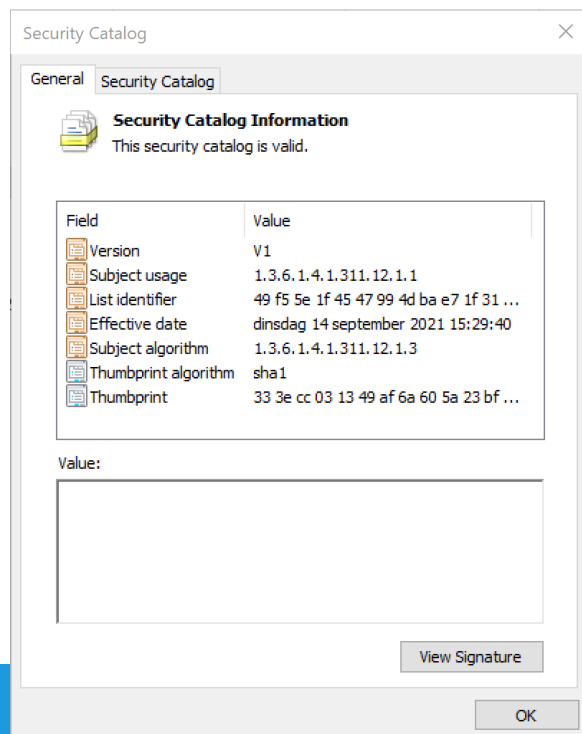 Security Catalog
General Security Catalog
Security Catalog Information
This security catalog is valid.
Field Value
Version V1
Subject usage 1.3.6.1.4.1.311.12.1.1
List identifier 49 f5 5e 1f 45 47 99 4d ba e7 1f 31 ...
Effective date dinsdag 14 september 2021 15:29:40
Subject algorithm 1.3.6.1.4.1.311.12.1.3
Thumbprint algorithm sha1
Thumbprint 33 3e cc 03 13 49 af 6a 60 5a 23 bf ...
Value:
View Signature
OK